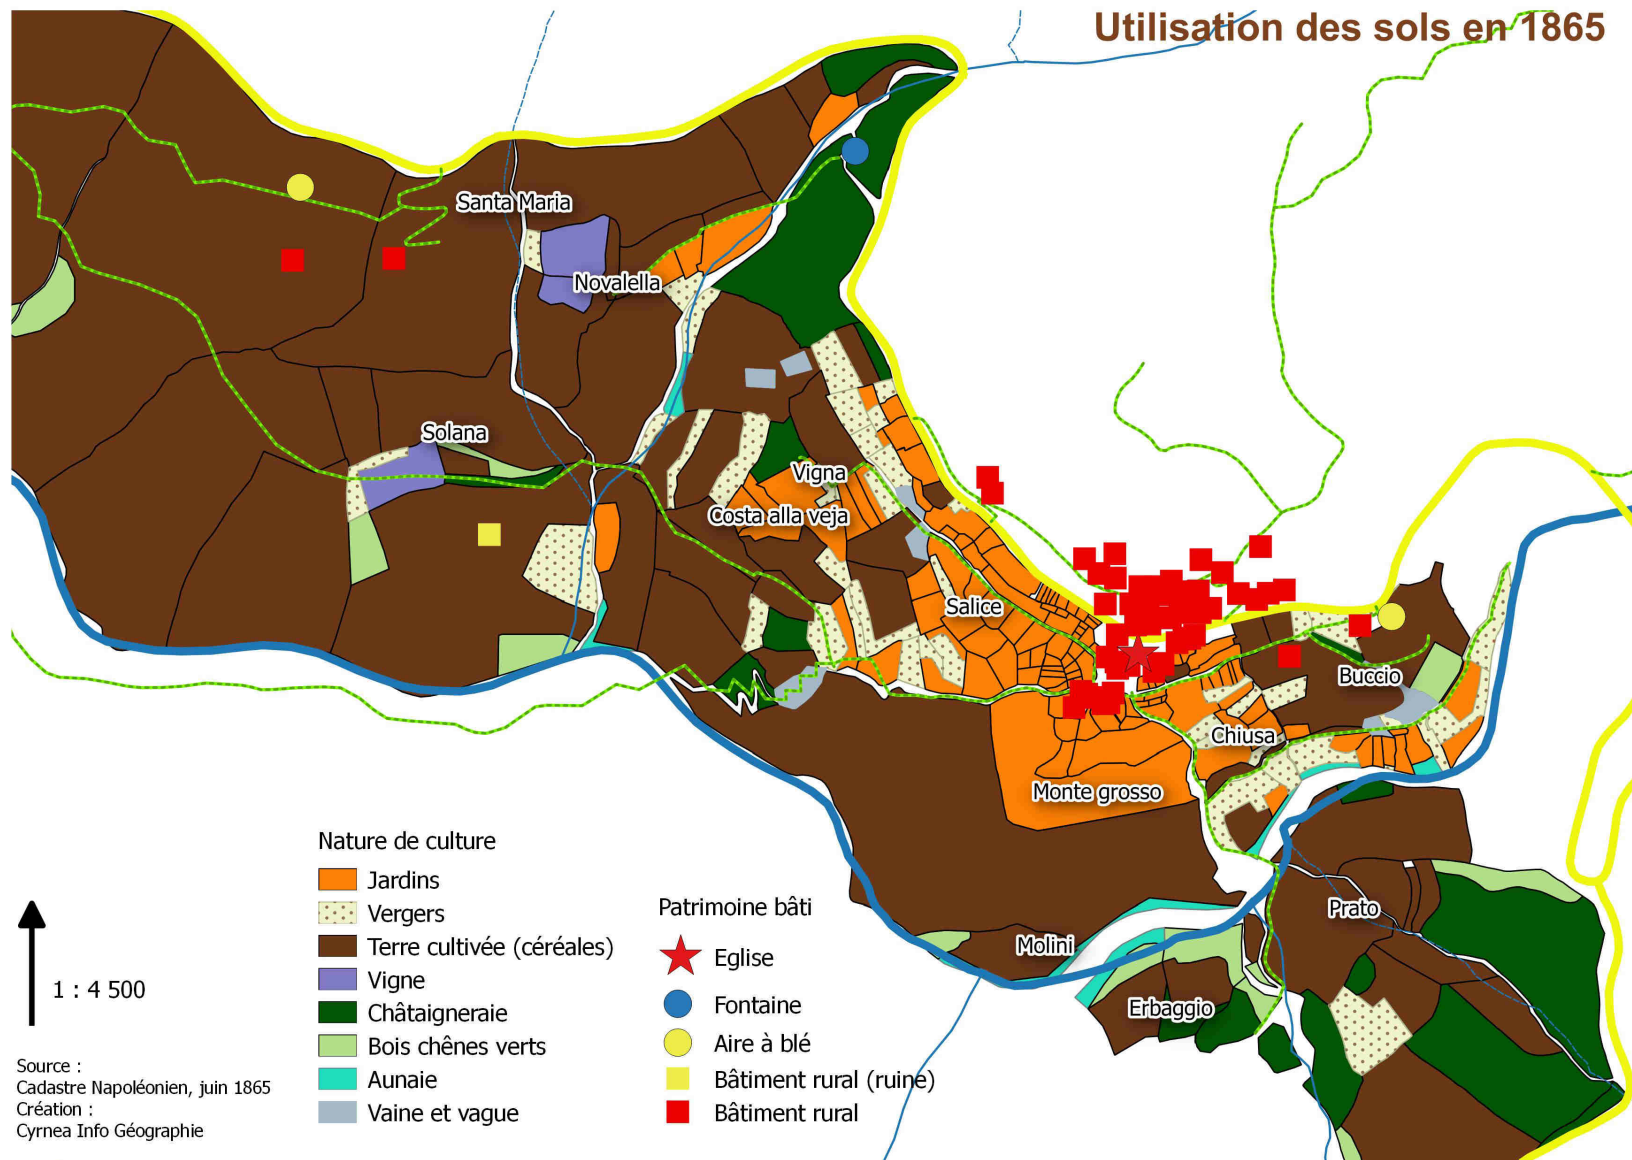 Utilisation des sols en 1865
Santa Maria
Novalella
Solana
Vigna
Costa alla veja
Salice
Buccio
Chiusa
Monte grosso
Prato
Molini
Erbaggio
Nature de culture
Jardins
Vergers
Terre cultivée (céréales)
Vigne
Châtaigneraie
Bois chênes verts
Aunaie
Vaine et vague
Patrimoine bâti
Eglise
Fontaine
Aire à blé
Bâtiment rural (ruine)
Bâtiment rural
1 : 4 500
Source :
Cadastre Napoléonien, juin 1865
Création :
Cyrnea Info Géographie